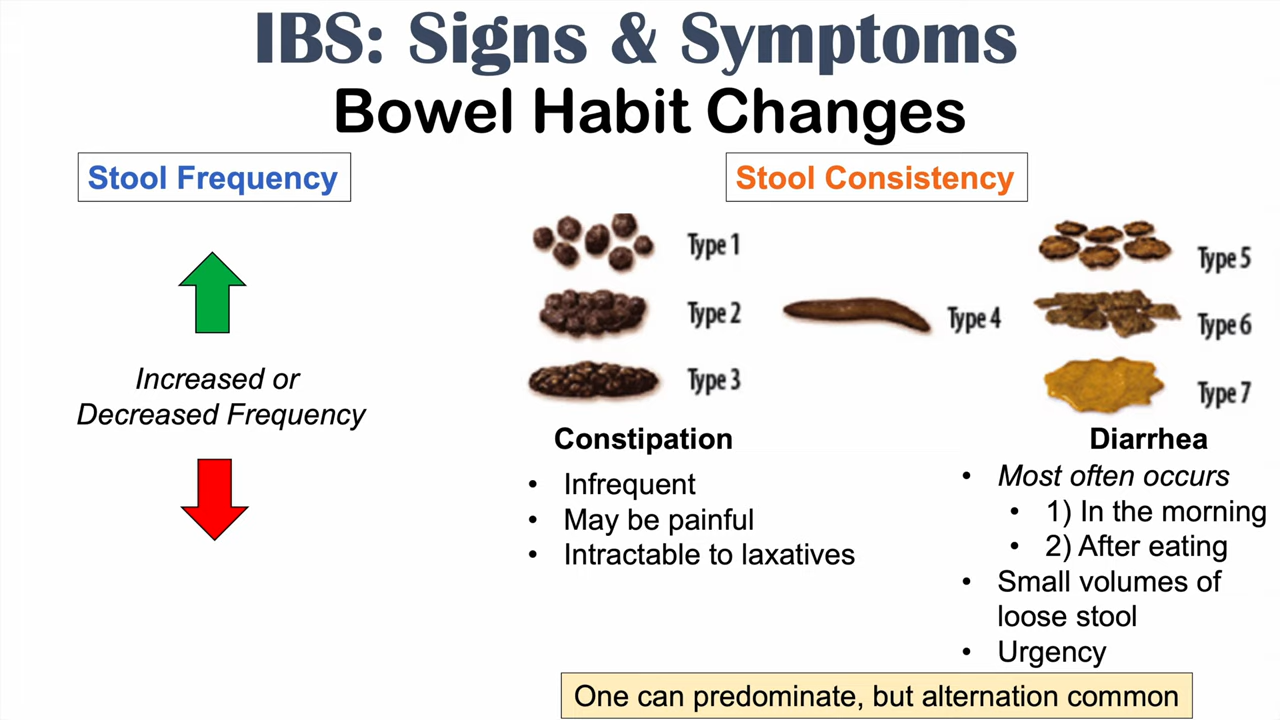 IBS: Signs & Symptoms
Bowel Habit Changes
Stool Frequency
Increased or
Decreased Frequency
Stool Consistency
Type 1
Type 2
Type 3
Type 4
Type 5
Type 6
Type 7
Constipation
• Infrequent
• May be painful
• Intractable to laxatives
Diarrhea
• Most often occurs
• 1) In the morning
• 2) After eating
• Small volumes of
loose stool
• Urgency
One can predominate, but alternation common